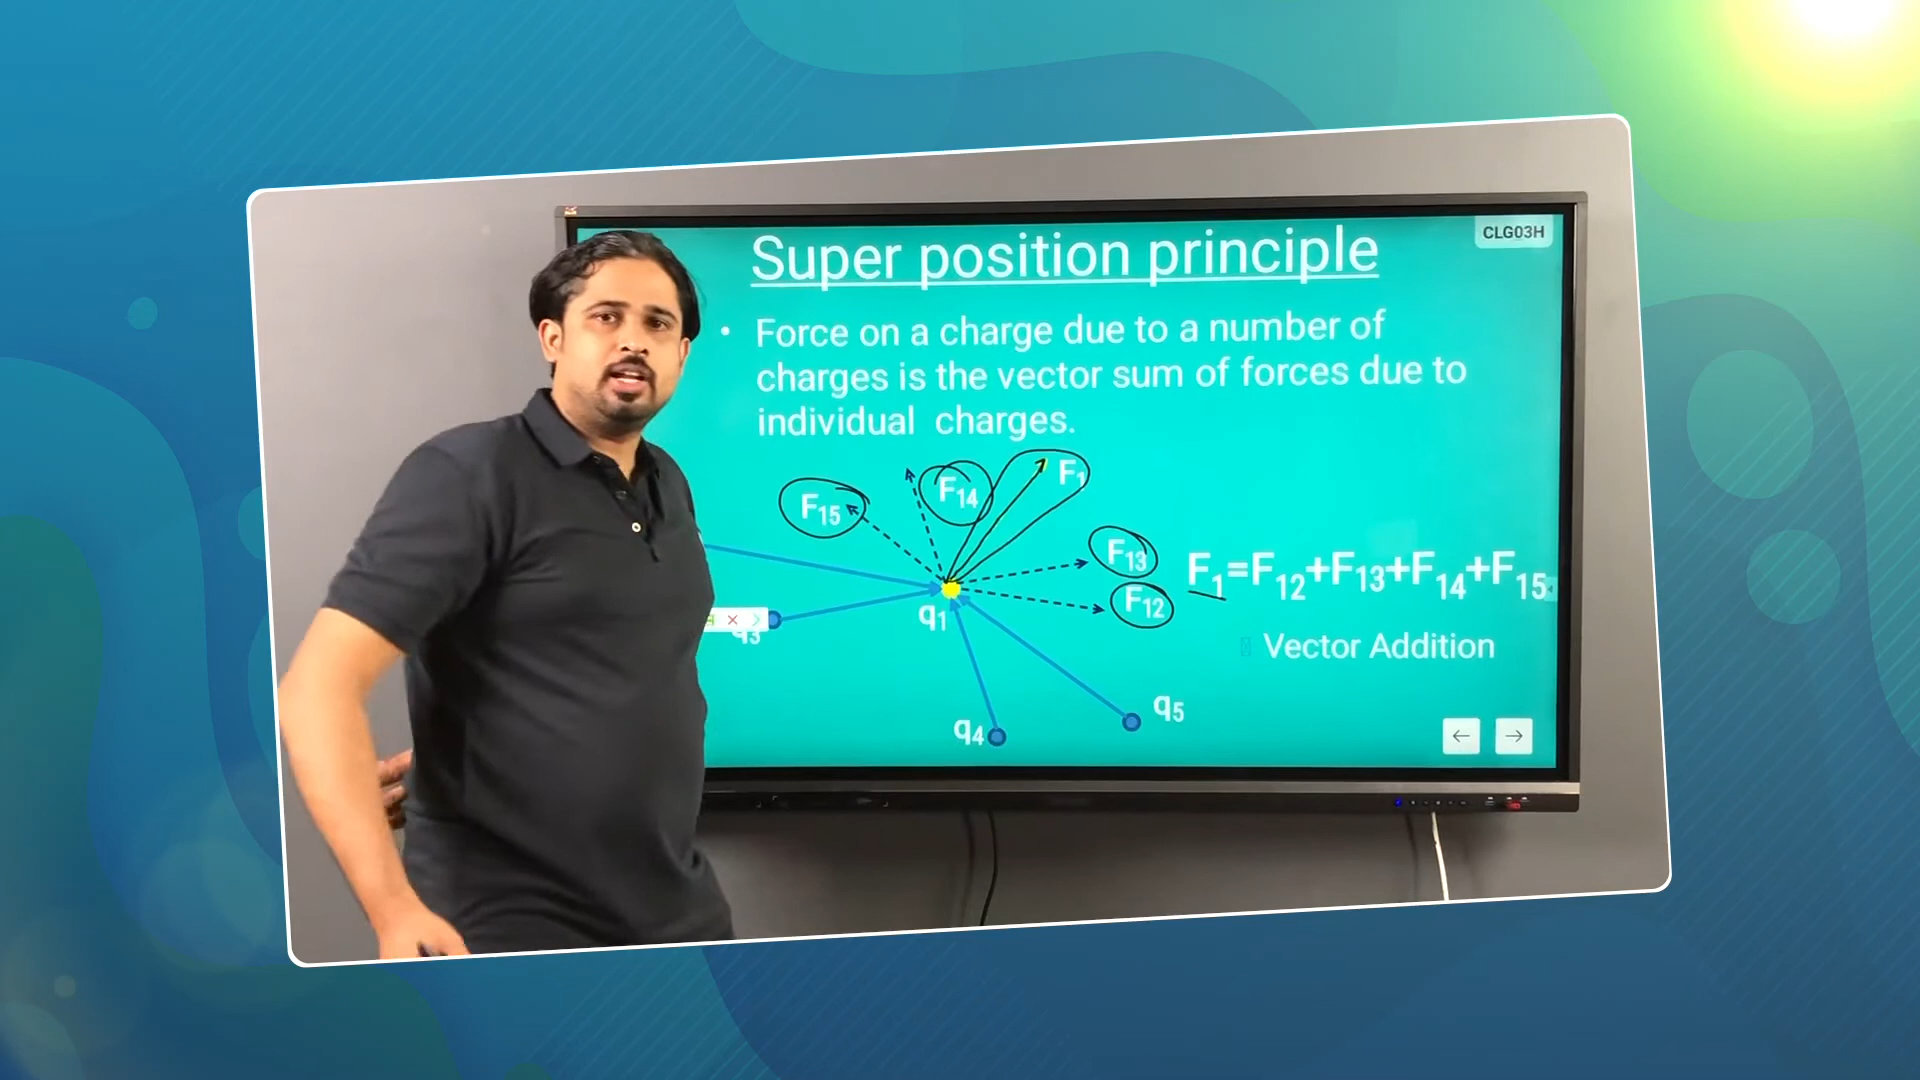 CLG03H
Super position principle
• Force on a charge due to a number of
charges is the vector sum of forces due to
individual charges.
F15
F14
F1
F13
F12
F1=F12+F13+F14+F15
q1
q3
Vector Addition
q4
q5